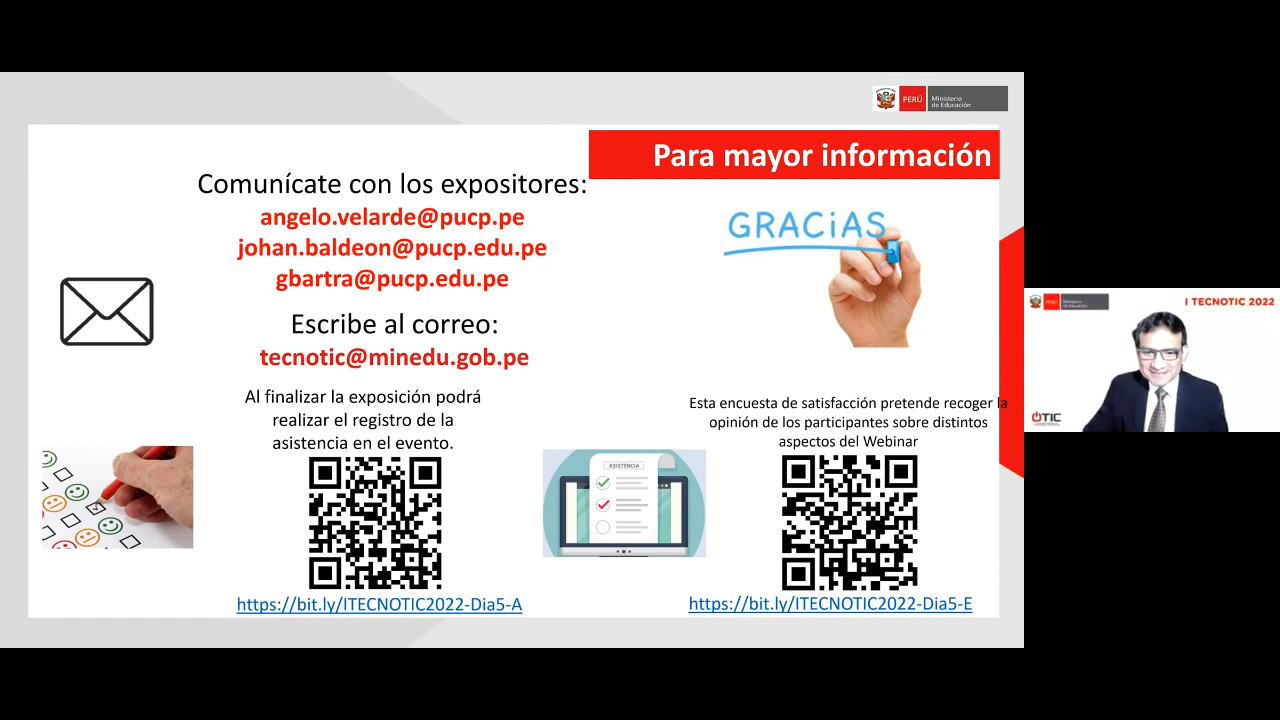 PERÚ
Ministerio
de Educación
Para mayor información
Comunícate con los expositores:
angelo.velarde@pucp.pe
johan.baldeon@pucp.edu.pe
gbartra@pucp.edu.pe
GRACiAS
Escribe al correo:
tecnotic@minedu.gob.pe
Al finalizar la exposición podrá
realizar el registro de la
asistencia en el evento.
Esta encuesta de satisfacción pretende recoger la
opinión de los participantes sobre distintos
aspectos del Webinar
ASISTENCIA
https://bit.ly/ITECNOTIC2022-Dia5-A
https://bit.ly/ITECNOTIC2022-Dia5-E
PERÚ
Ministerio
de Educación
I TECNOTIC 2022
OTIC